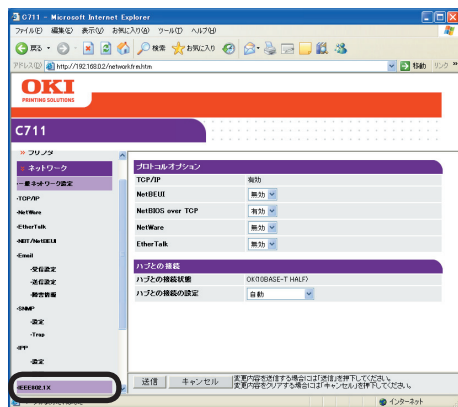 C711 - Microsoft Internet Explorer
ファイル(F) 編集(E) 表示(V) お気に入り(A) ツール(T) ヘルプ(H)
戻る 検索 お気に入り
アドレス(D) http://192.168.0.2/networkfrm.htm 移動 リンク »
OKI
PRINTING SOLUTIONS
C711
» プリンタ
» ネットワーク
-一般ネットワーク設定
-TCP/IP
-NetWare
-EtherTalk
-NBT/NetBEUI
-Email
-受信設定
-送信設定
-障害情報
-SNMP
-設定
-Trap
-IPP
-設定
-IEEE802.1X
プロトコルオプション
TCP/IP 有効
NetBEUI 無効
NetBIOS over TCP 有効
NetWare 無効
EtherTalk 無効
ハブとの接続
ハブとの接続状態 OK(10BASE-T HALF)
ハブとの接続の設定 自動
送信 キャンセル
変更内容を送信する場合には「送信」を押下してください。
変更内容をクリアする場合には「キャンセル」を押下してください。
インターネット